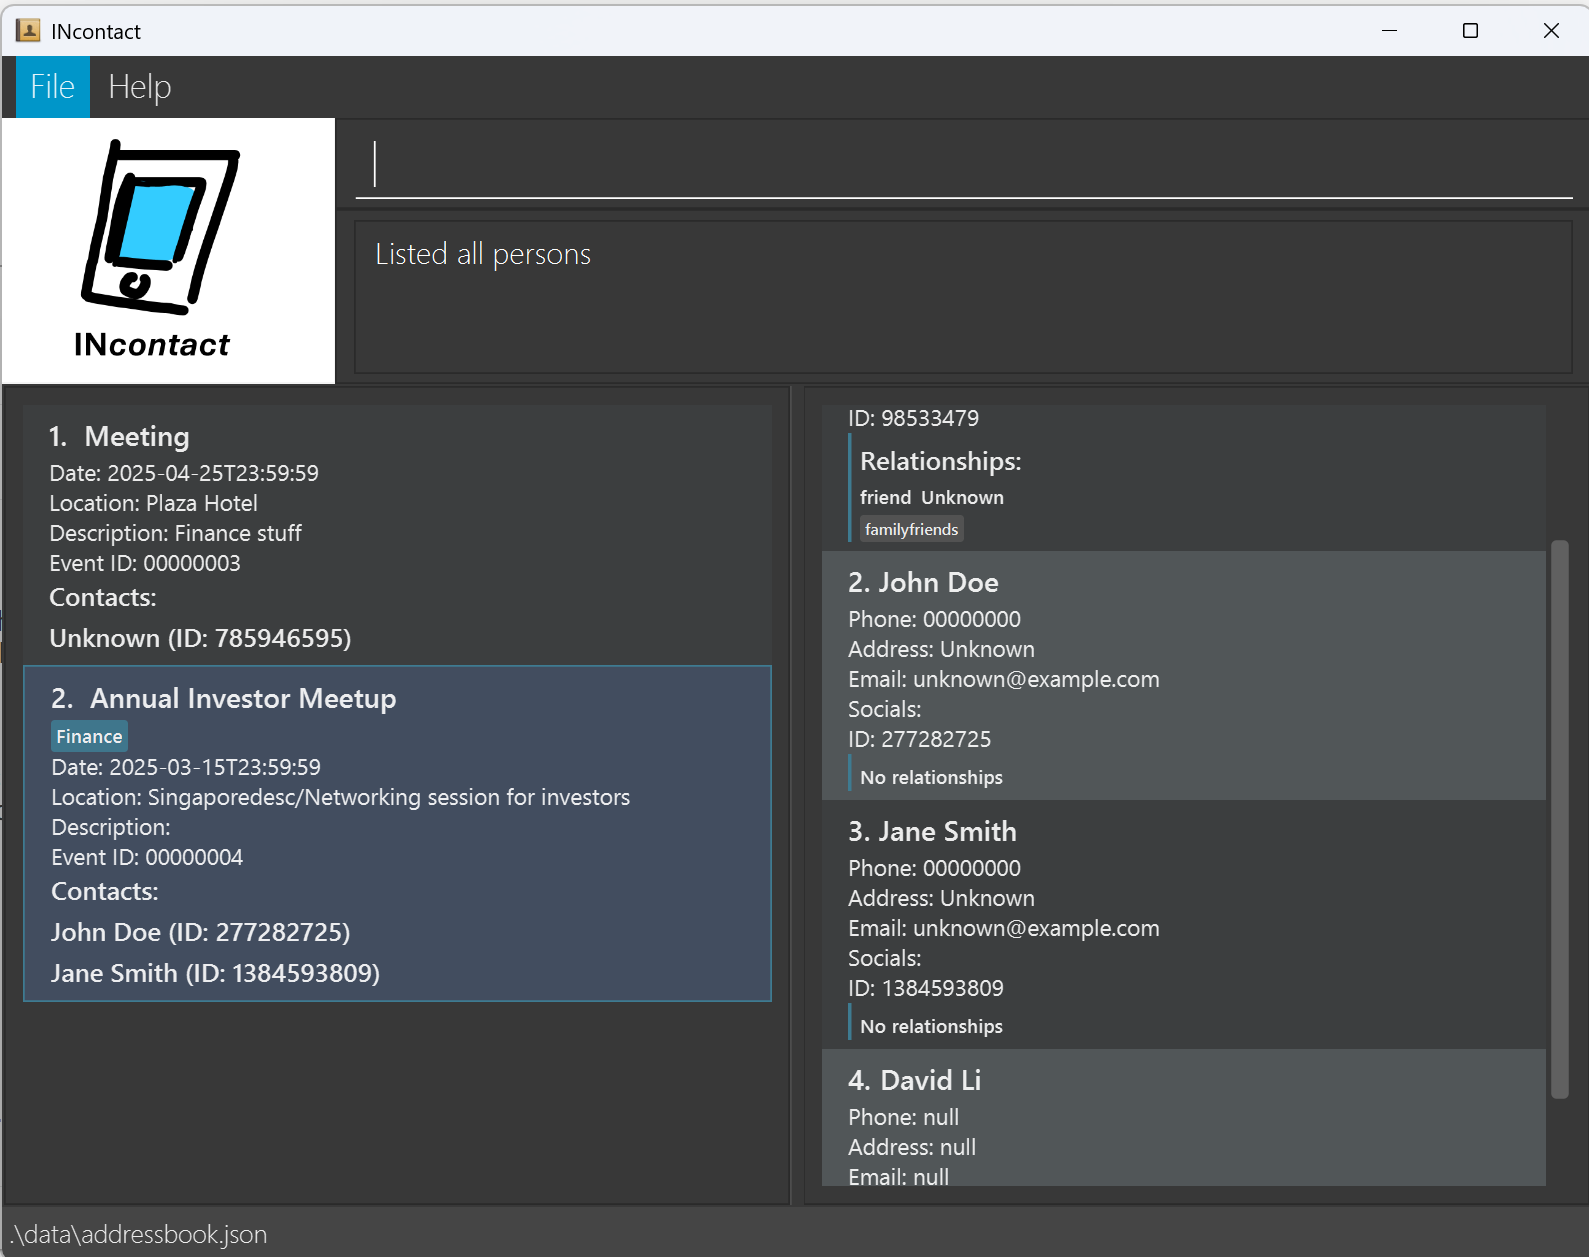 INcontact
File Help
INcontact
Listed all persons
1. Meeting
Date: 2025-04-25T23:59:59
Location: Plaza Hotel
Description: Finance stuff
Event ID: 00000003
Contacts:
Unknown (ID: 785946595)
2. Annual Investor Meetup
Finance
Date: 2025-03-15T23:59:59
Location: Singaporedesc/Networking session for investors
Description:
Event ID: 00000004
Contacts:
John Doe (ID: 277282725)
Jane Smith (ID: 1384593809)
ID: 98533479
Relationships:
friend Unknown
familyfriends
2. John Doe
Phone: 00000000
Address: Unknown
Email: unknown@example.com
Socials:
ID: 277282725
No relationships
3. Jane Smith
Phone: 00000000
Address: Unknown
Email: unknown@example.com
Socials:
ID: 1384593809
No relationships
4. David Li
Phone: null
Address: null
Email: null
.\data\addressbook.json